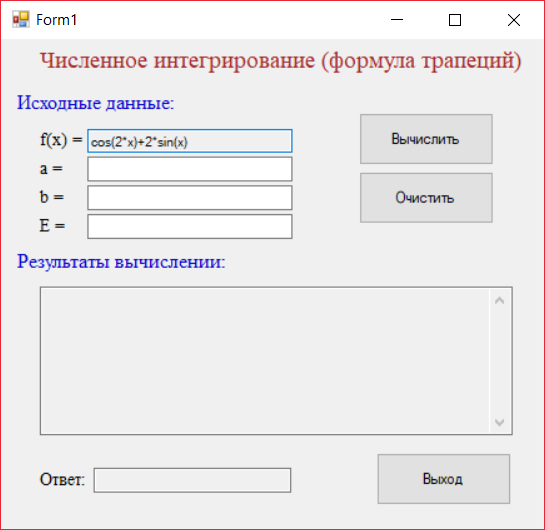 Form1
Численное интегрирование (формула трапеций)
Исходные данные:
f(x) = cos(2*x)+2*sin(x)
a =
b =
E =
Вычислить
Очистить
Результаты вычислении:
Ответ:
Выход